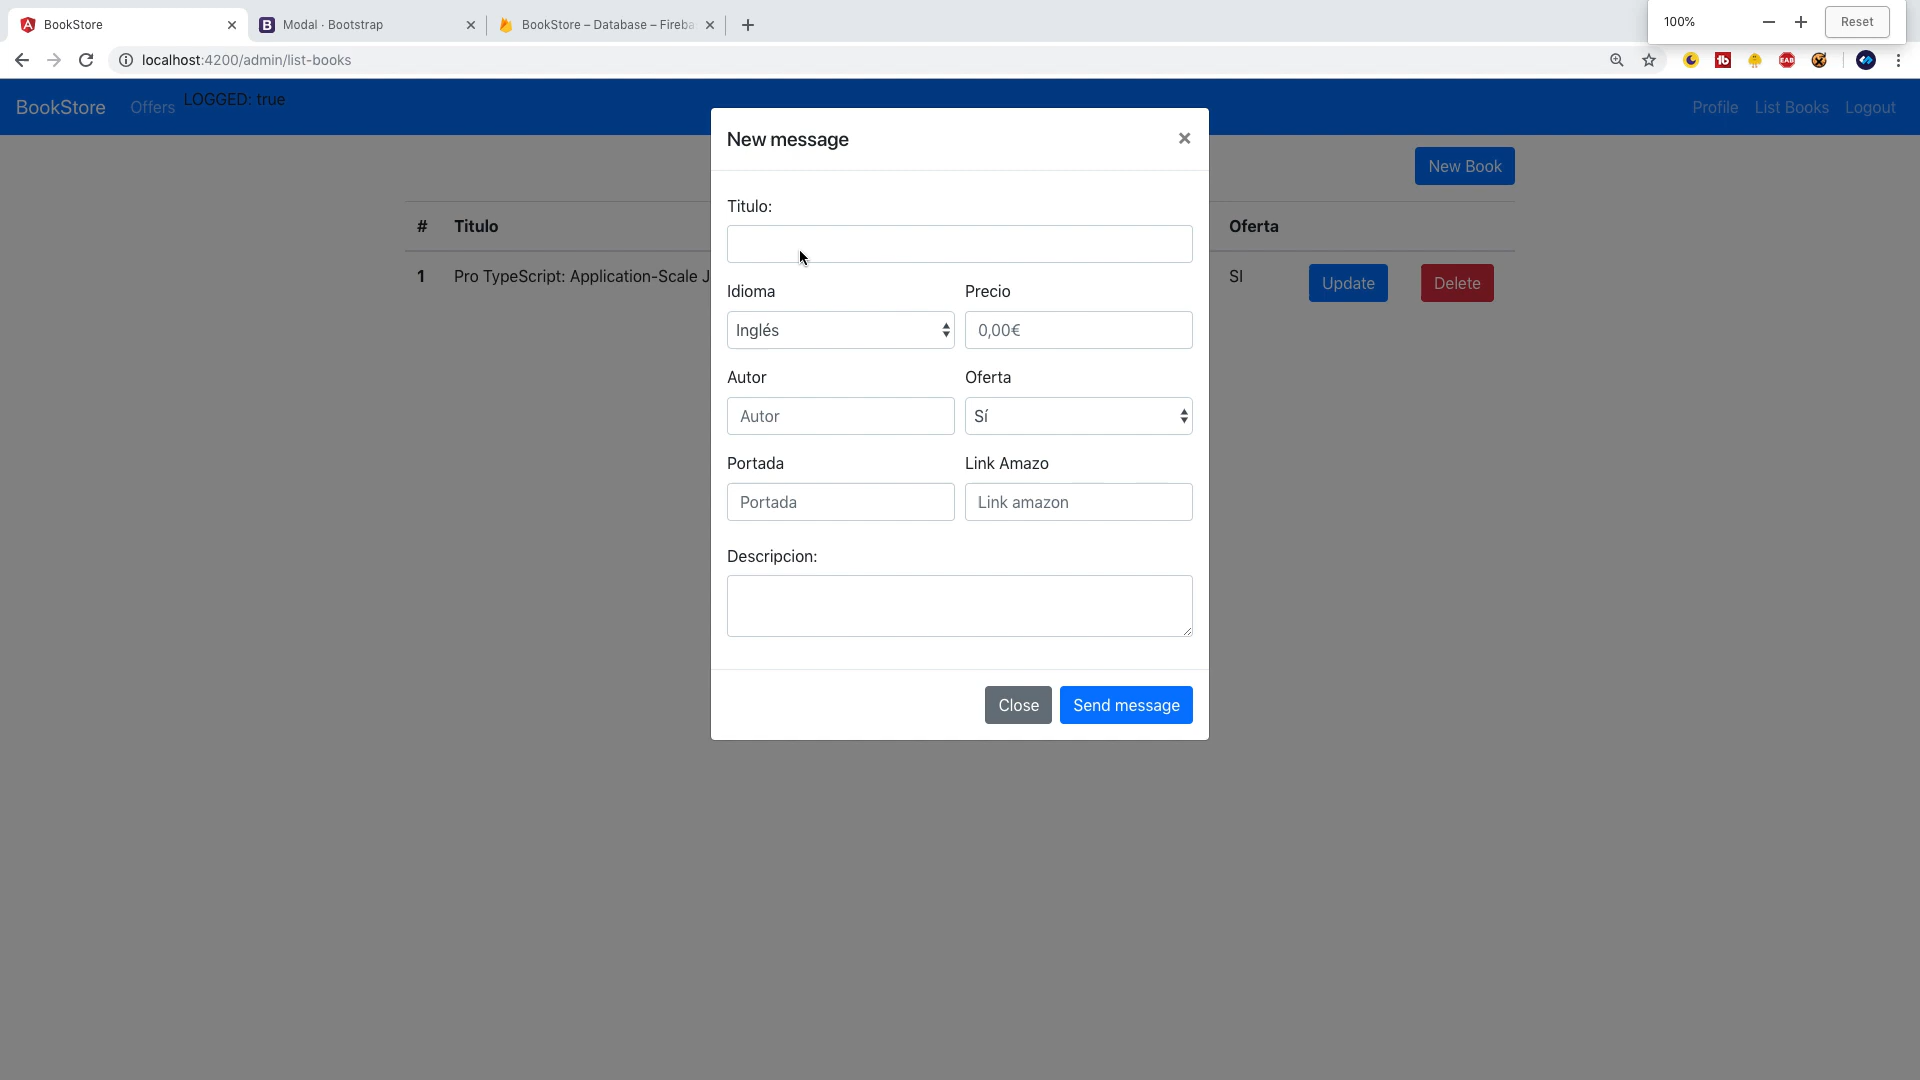 BookStore
Modal · Bootstrap
BookStore – Database – Fireba
100%
Reset
localhost:4200/admin/list-books
BookStore
Offers
LOGGED: true
Profile
List Books
Logout
New message
×
New Book
# Titulo
Oferta
1 Pro TypeScript: Application-Scale J
SI
Update
Delete
Titulo:
Idioma
Precio
Inglés
0,00€
Autor
Oferta
Autor
Sí
Portada
Link Amazo
Portada
Link amazon
Descripcion:
Close
Send message